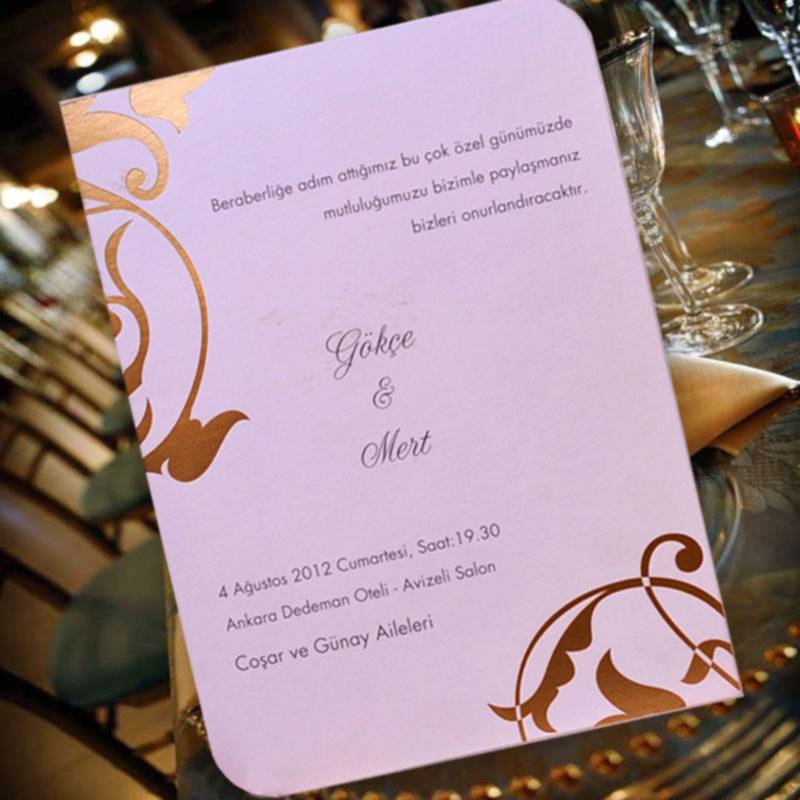 Beraberliğe adım attığımız bu çok özel günümüzde
mutluluğumuzu bizimle paylaşmanız
bizleri onurlandıracaktır.
Gökçe
&
Mert
4 Ağustos 2012 Cumartesi, Saat:19.30
Ankara Dedeman Oteli - Avizeli Salon
Coşar ve Günay Aileleri